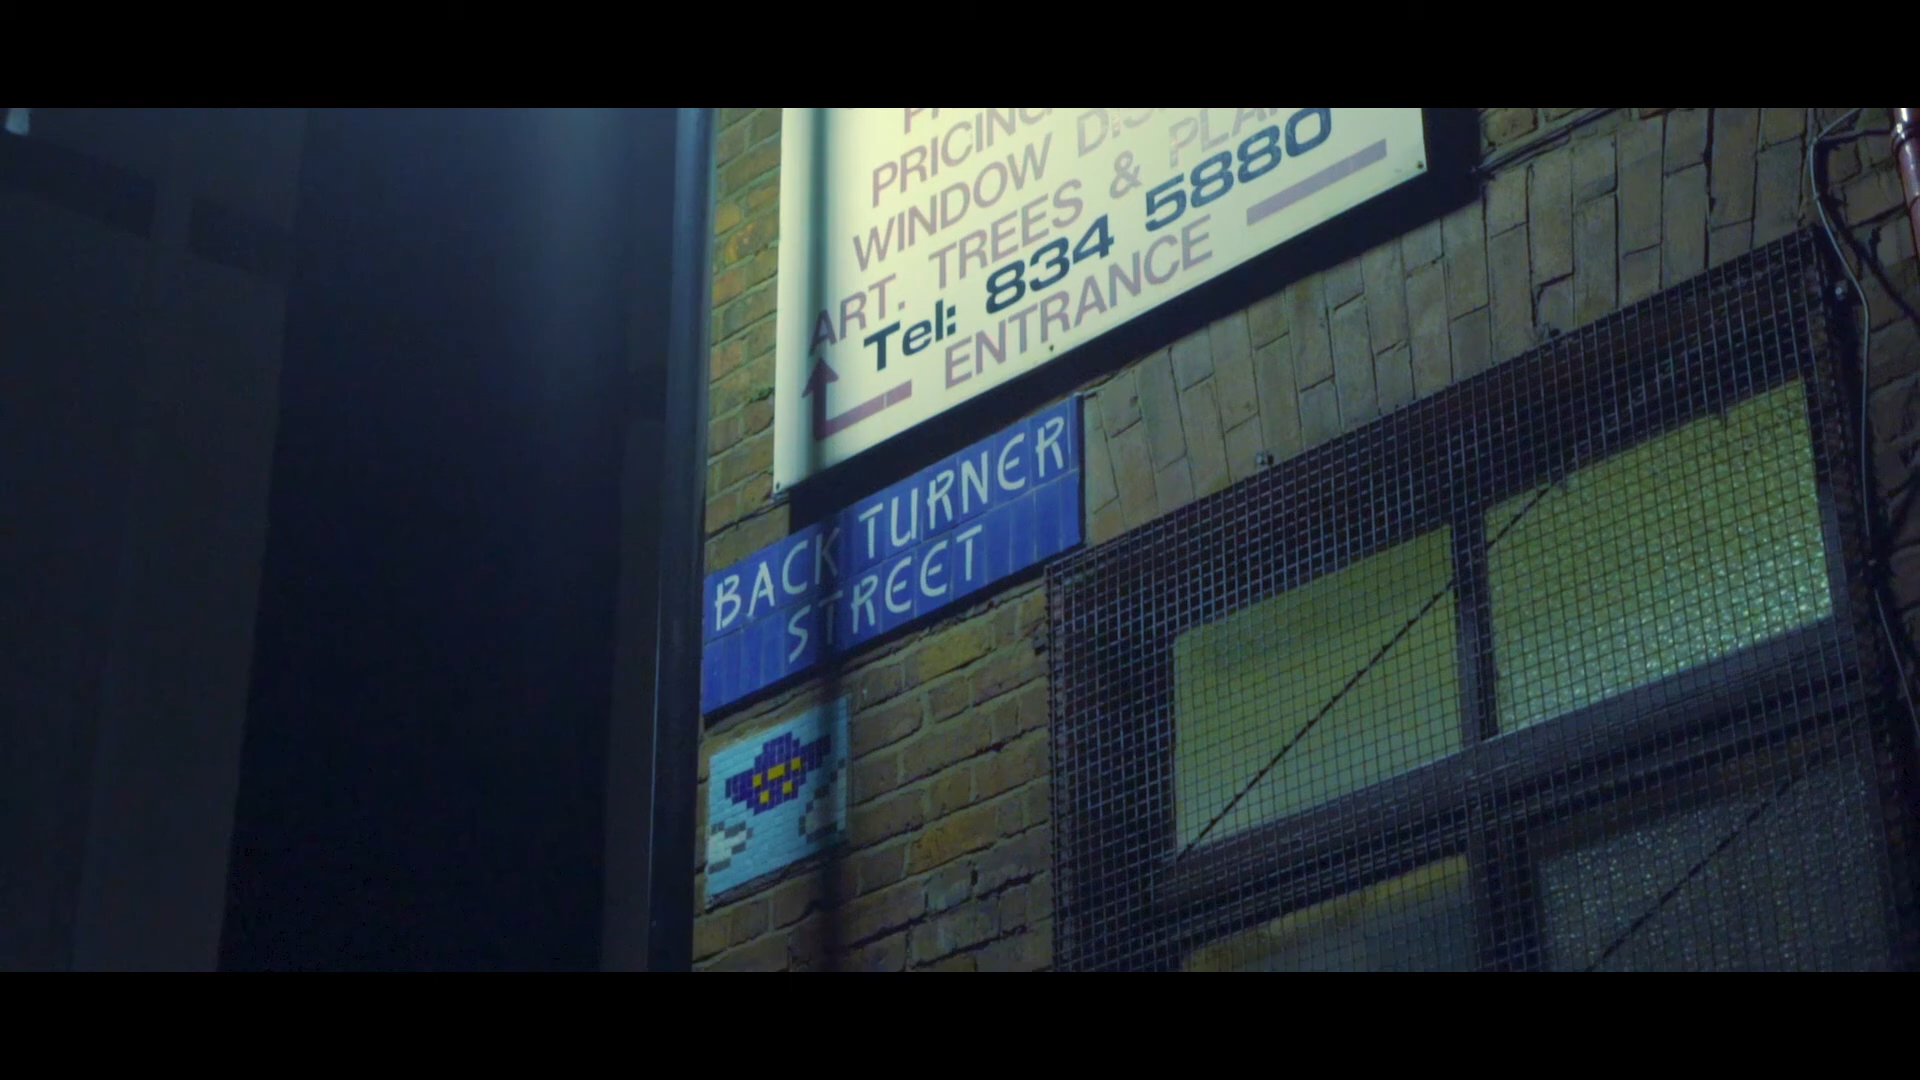 PRICING
WINDOW
ART. TREES &
Tel: 834 5880
ENTRANCE
BACK TURNER
STREET